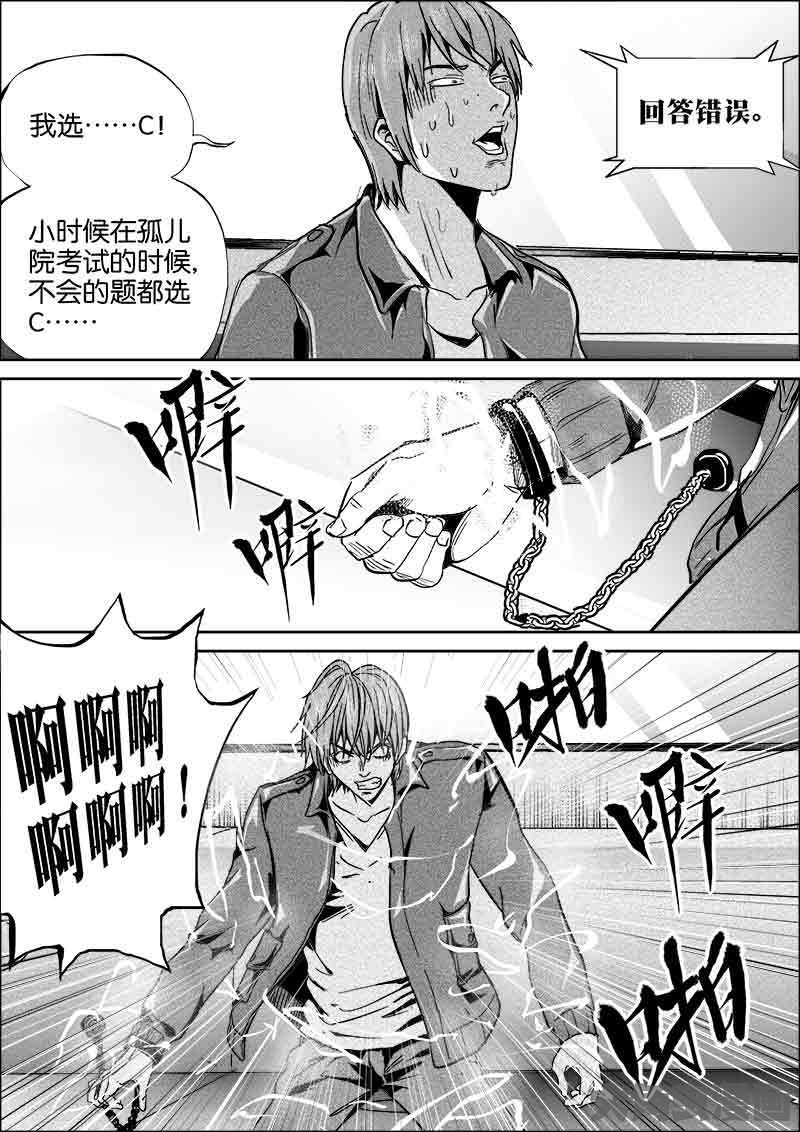 我选……C！
小时候在孤儿
院考试的时候,
不会的题都选
C……
回答错误。
噼
噼
啊啊啊
啊啊啊！
啪
噼
啪